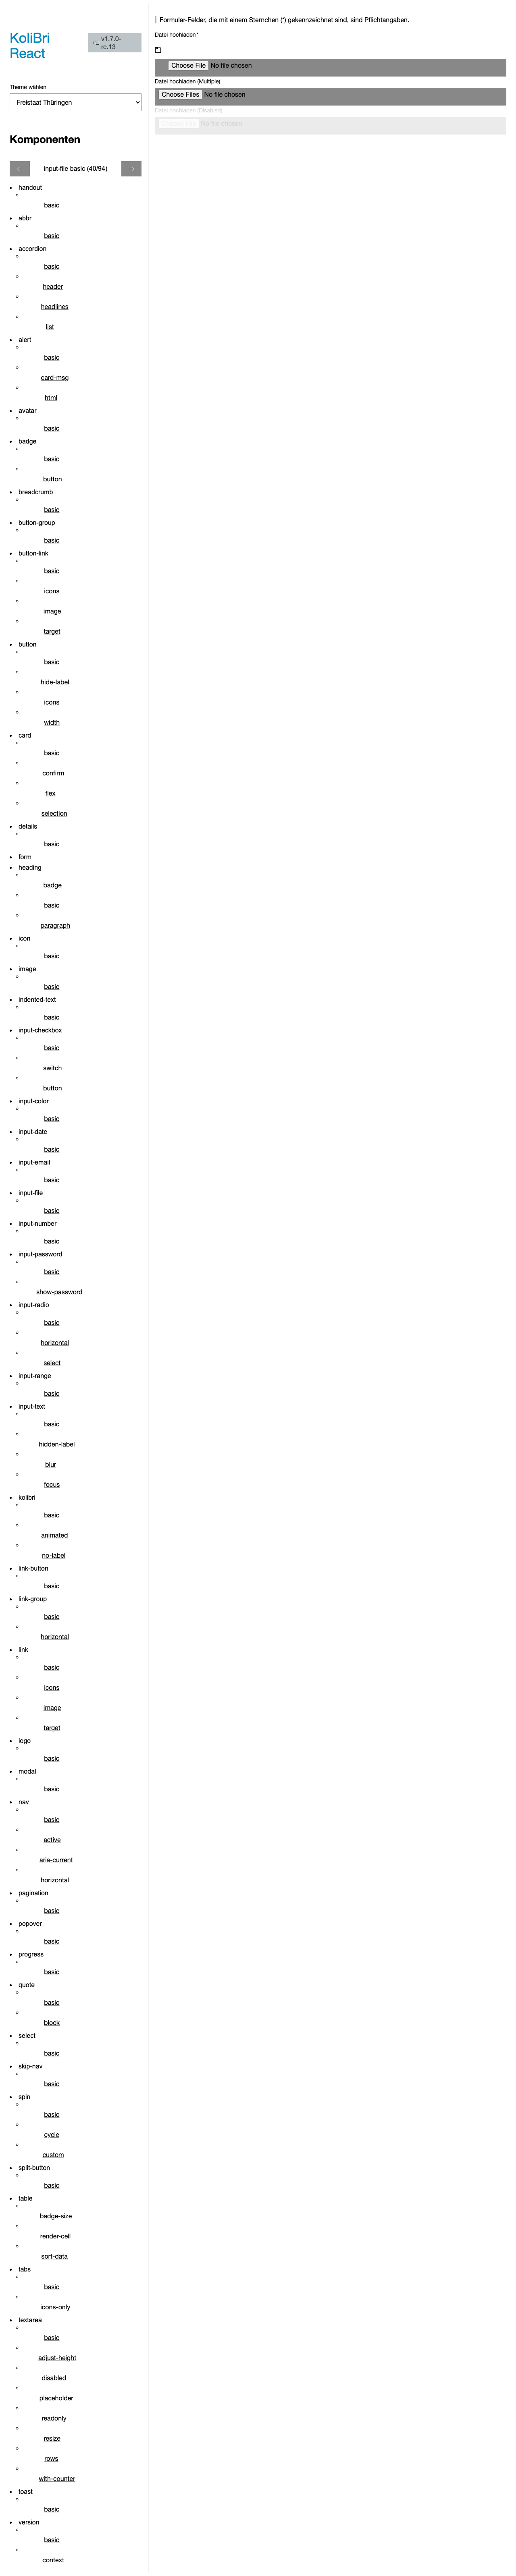 KoliBri
React
v1.7.0-
rc.13
Theme wählen
Freistaat Thüringen
Komponenten
← input-file basic (40/94) →
handout
basic
abbr
basic
accordion
basic
header
headlines
list
alert
basic
card-msg
html
avatar
basic
badge
basic
button
breadcrumb
basic
button-group
basic
button-link
basic
icons
image
target
button
basic
hide-label
icons
width
card
basic
confirm
flex
selection
details
basic
form
heading
badge
basic
paragraph
icon
basic
image
basic
indented-text
basic
input-checkbox
basic
switch
button
input-color
basic
input-date
basic
input-email
basic
input-file
basic
input-number
basic
input-password
basic
show-password
input-radio
basic
horizontal
select
input-range
basic
input-text
basic
hidden-label
blur
focus
kolibri
basic
animated
no-label
link-button
basic
link-group
basic
horizontal
link
basic
icons
image
target
logo
basic
modal
basic
nav
basic
active
aria-current
horizontal
pagination
basic
popover
basic
progress
basic
quote
basic
block
select
basic
skip-nav
basic
spin
basic
cycle
custom
split-button
basic
table
badge-size
render-cell
sort-data
tabs
basic
icons-only
textarea
basic
adjust-height
disabled
placeholder
readonly
resize
rows
with-counter
toast
basic
version
basic
context
Formular-Felder, die mit einem Sternchen (*) gekennzeichnet sind, sind Pflichtangaben.
Datei hochladen*
Choose File No file chosen
Datei hochladen (Multiple)
Choose Files No file chosen
Datei hochladen (Disabled)
Choose File No file chosen